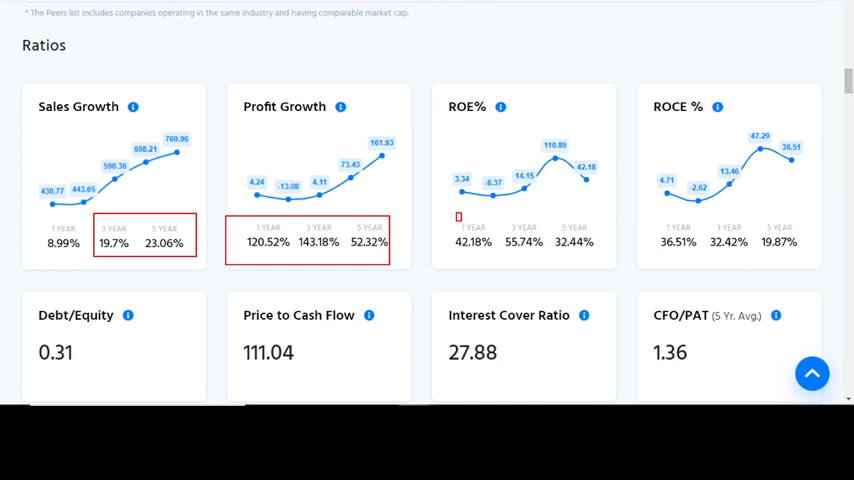 * The Peers list includes companies operating in the same industry and having comparable market cap.
Ratios
Sales Growth
430.77 443.65 590.36 698.21 760.96
1 YEAR 3 YEAR 5 YEAR
8.99% 19.7% 23.06%
Profit Growth
4.24 -13.08 4.11 73.43 161.93
1 YEAR 3 YEAR 5 YEAR
120.52% 143.18% 52.32%
ROE%
3.34 -8.37 14.15 110.89 42.18
1 YEAR 3 YEAR 5 YEAR
42.18% 55.74% 32.44%
ROCE %
4.71 -2.62 13.46 47.29 36.51
1 YEAR 3 YEAR 5 YEAR
36.51% 32.42% 19.87%
Debt/Equity
0.31
Price to Cash Flow
111.04
Interest Cover Ratio
27.88
CFO/PAT (5 Yr. Avg.)
1.36